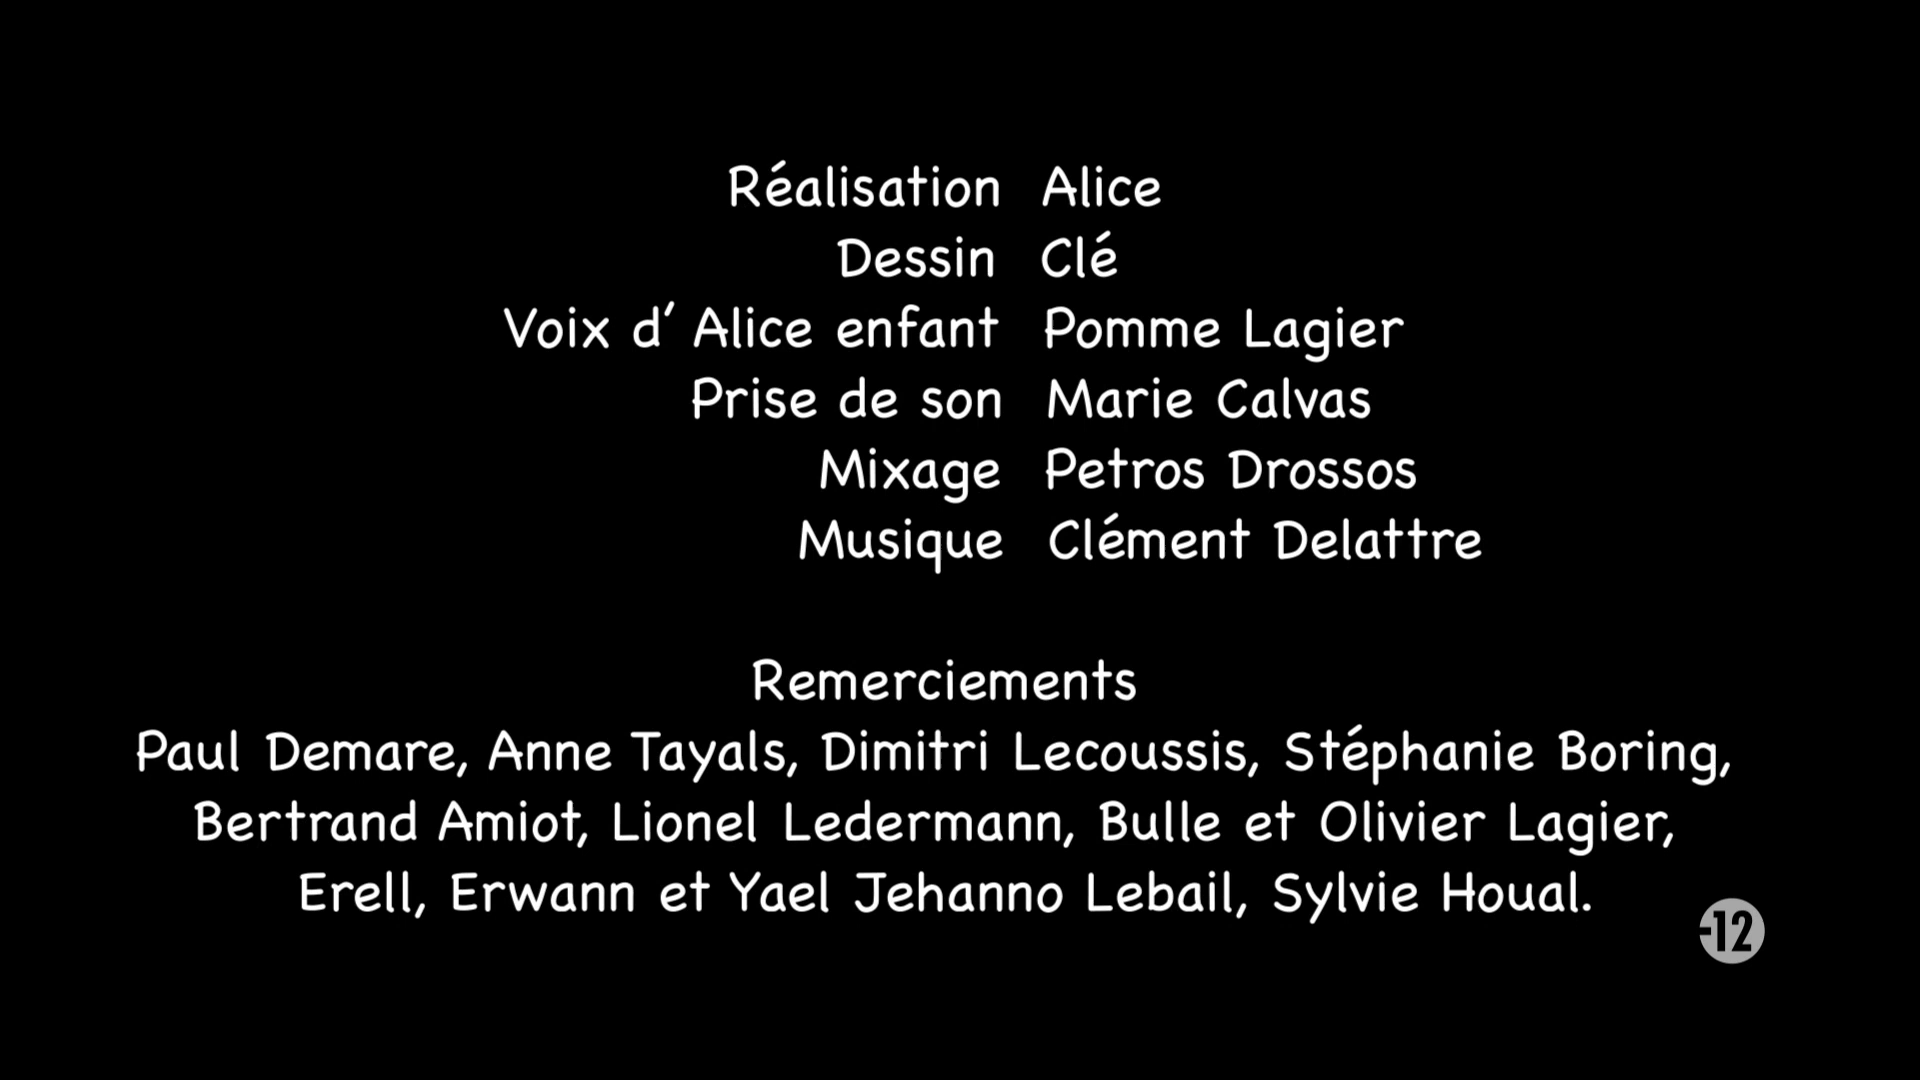 Réalisation Alice
Dessin Clé
Voix d' Alice enfant Pomme Lagier
Prise de son Marie Calvas
Mixage Petros Drossos
Musique Clément Delattre
Remerciements
Paul Demare, Anne Tayals, Dimitri Lecoussis, Stéphanie Boring,
Bertrand Amiot, Lionel Ledermann, Bulle et Olivier Lagier,
Erell, Erwann et Yael Jehanno Lebail, Sylvie Houal.
-12